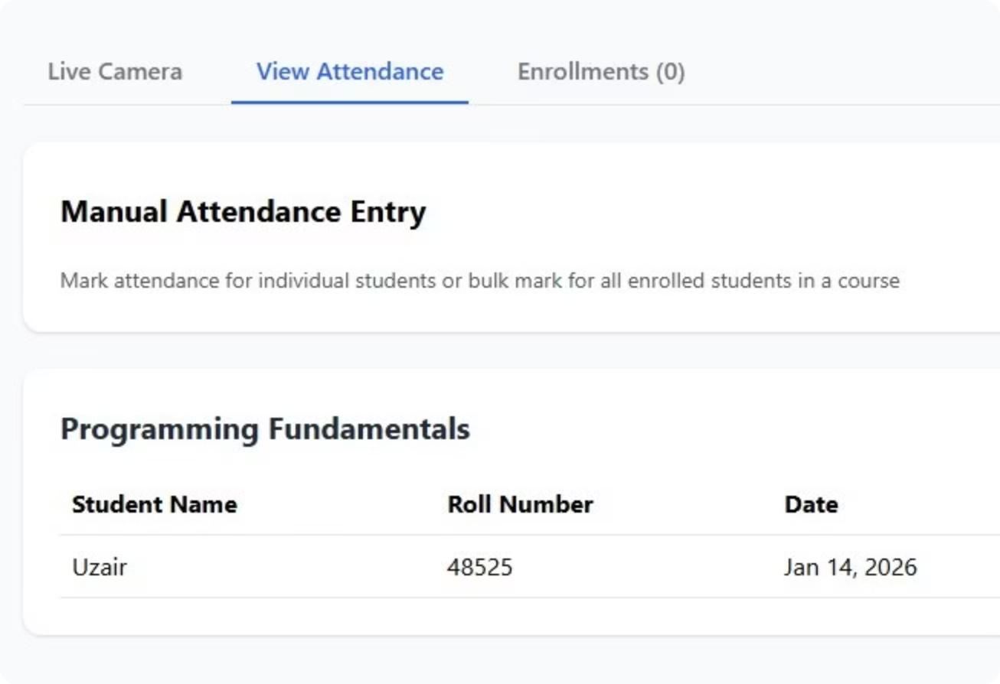 Live Camera View Attendance Enrollments (0)
Manual Attendance Entry
Mark attendance for individual students or bulk mark for all enrolled students in a course
Programming Fundamentals
Student Name Roll Number Date
Uzair 48525 Jan 14, 2026